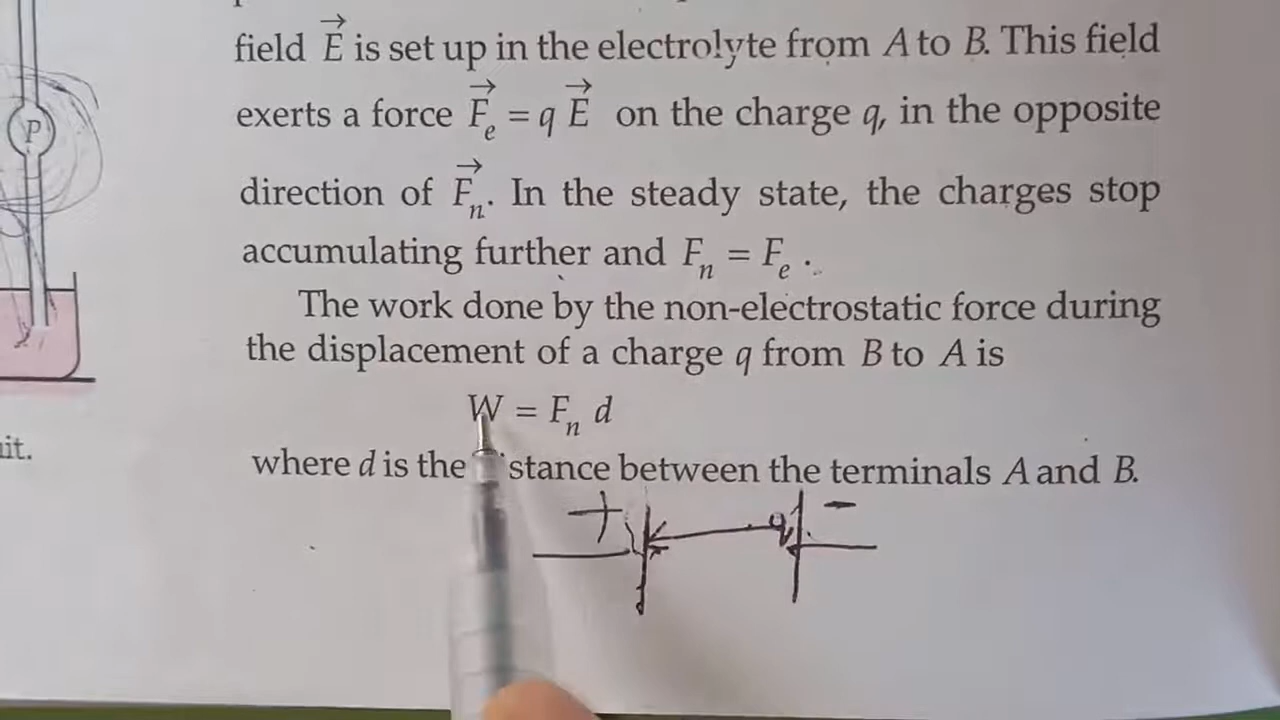 field E⃗ is set up in the electrolyte from A to B. This field
exerts a force F⃗ₑ = q E⃗ on the charge q, in the opposite
direction of F⃗ₙ. In the steady state, the charges stop
accumulating further and Fₙ = Fₑ .
The work done by the non-electrostatic force during
the displacement of a charge q from B to A is
W = Fₙ d
where d is the stance between the terminals A and B.
+ q -
P
uit.